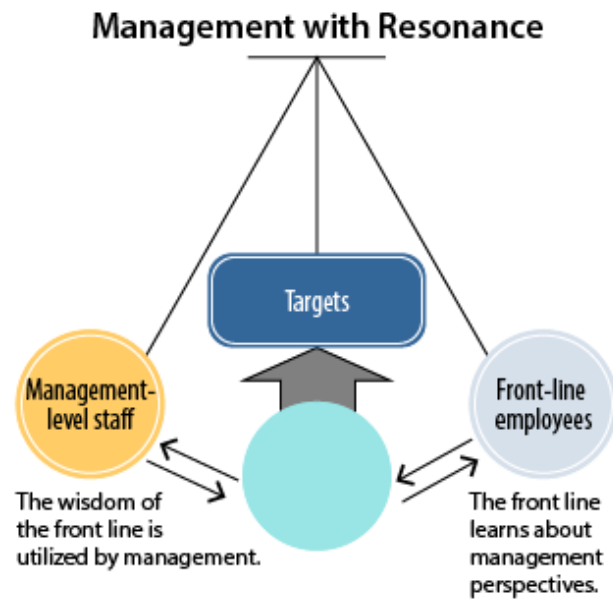 Management with Resonance
Targets
Management-
level staff
Front-line
employees
The wisdom of
the front line is
utilized by management.
The front line
learns about
management
perspectives.